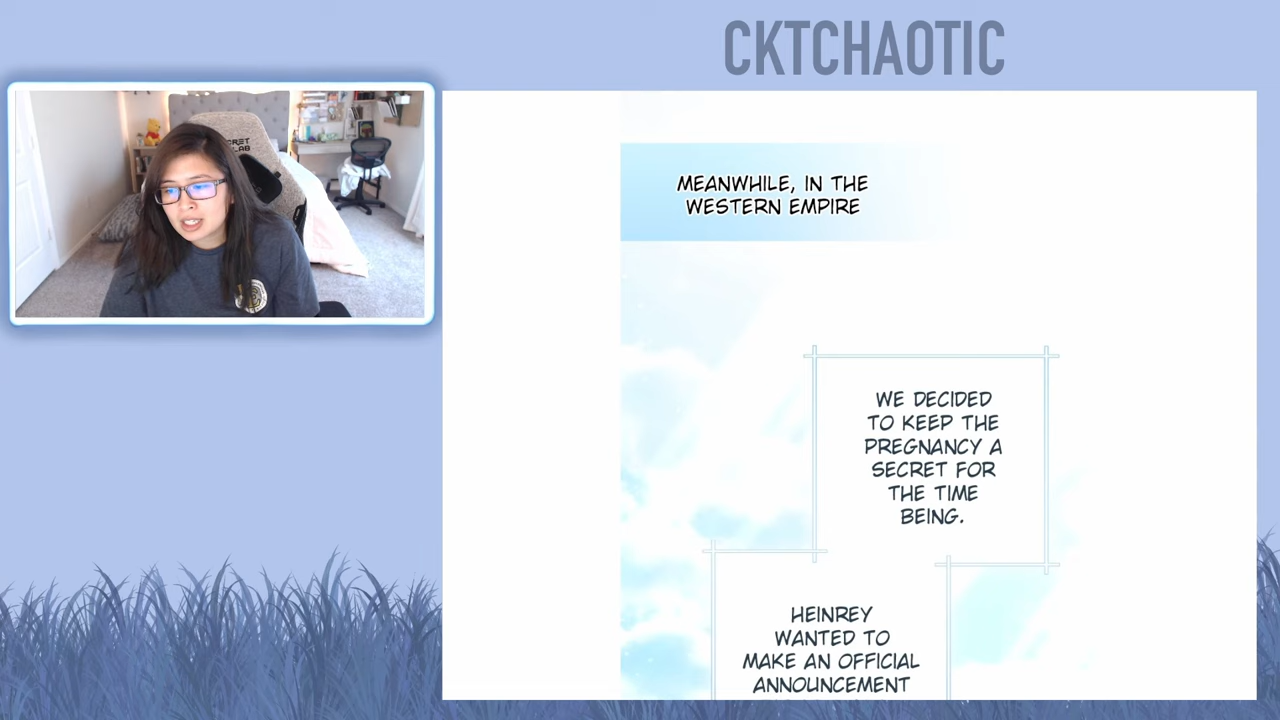 CKTCHAOTIC
MEANWHILE, IN THE
WESTERN EMPIRE
WE DECIDED
TO KEEP THE
PREGNANCY A
SECRET FOR
THE TIME
BEING.
HEINREY
WANTED TO
MAKE AN OFFICIAL
ANNOUNCEMENT